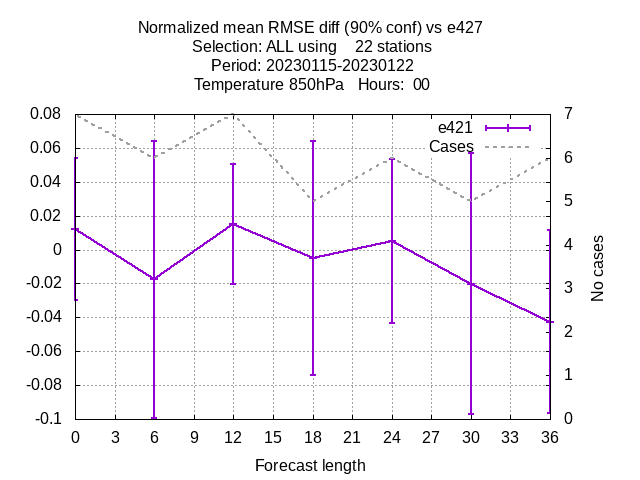 Normalized mean RMSE diff (90% conf) vs e427
Selection: ALL using    22 stations
Period: 20230115-20230122
Temperature 850hPa   Hours:  00
e421
Cases
0.08
0.06
0.04
0.02
0
-0.02
-0.04
-0.06
-0.08
-0.1
7
6
5
4
3
2
1
0
No cases
0 3 6 9 12 15 18 21 24 27 30 33 36
Forecast length